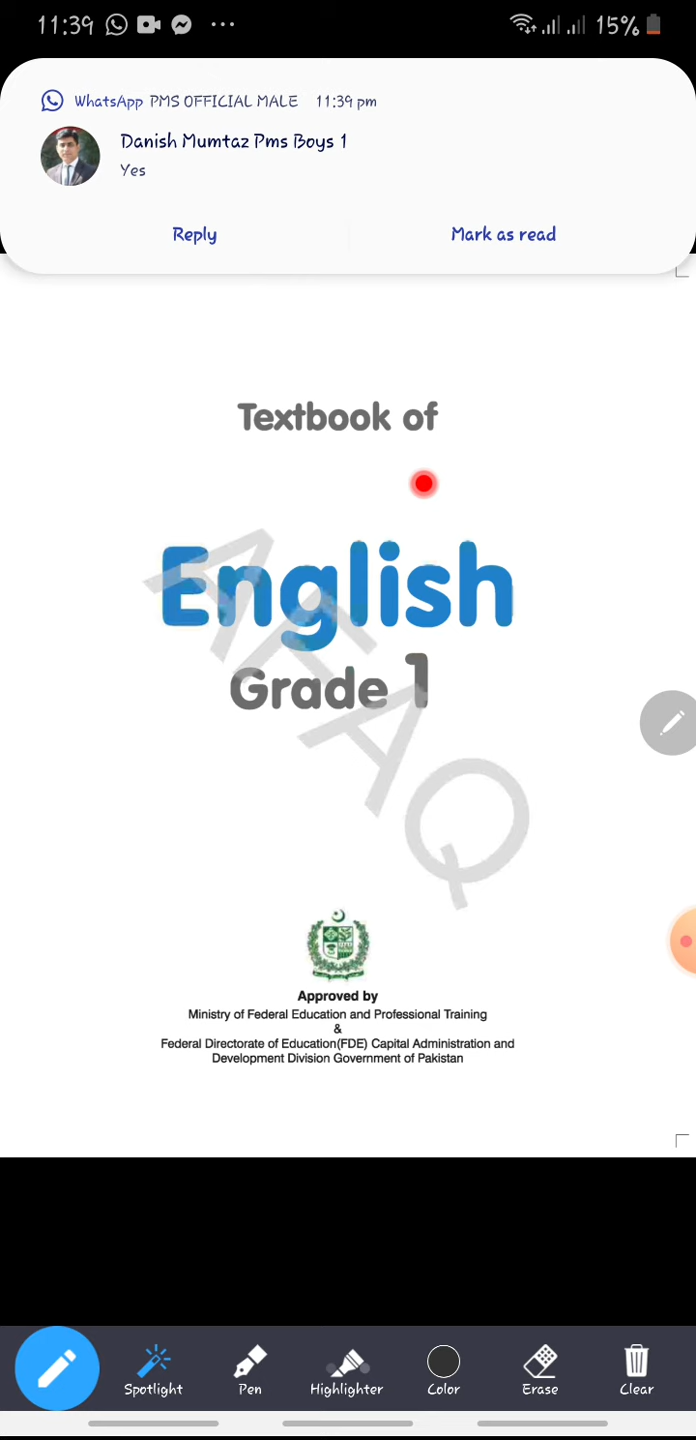 11:39 ... 15%
WhatsApp PMS OFFICIAL MALE 11:39 pm
Danish Mumtaz Pms Boys 1
Yes
Reply Mark as read
Textbook of
English
Grade 1
AFAQ
Approved by
Ministry of Federal Education and Professional Training
&
Federal Directorate of Education(FDE) Capital Administration and
Development Division Government of Pakistan
Spotlight Pen Highlighter Color Erase Clear